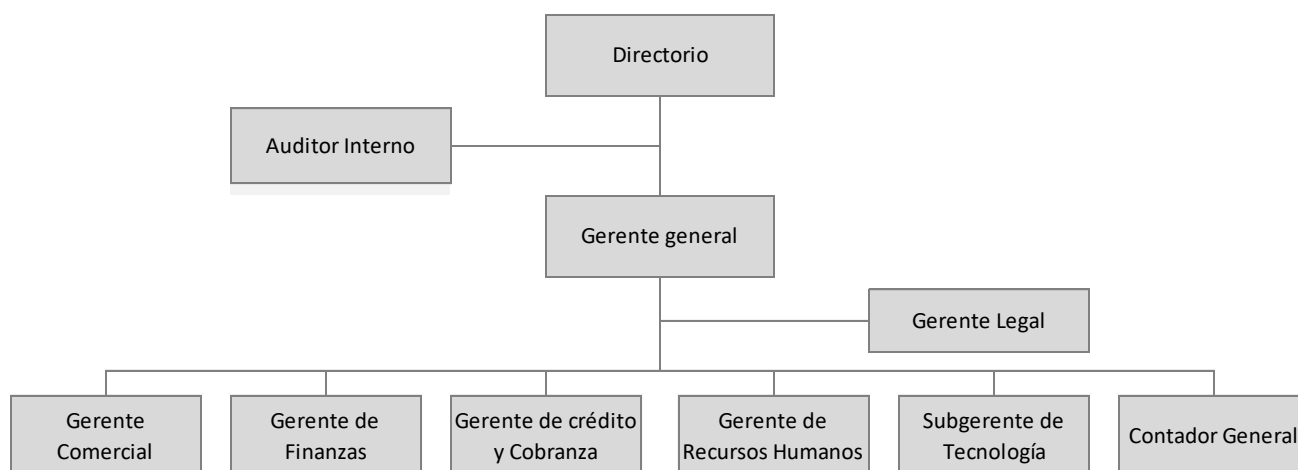 Directorio
Auditor Interno
Gerente general
Gerente Legal
Gerente
Comercial
Gerente de
Finanzas
Gerente de crédito
y Cobranza
Gerente de
Recursos Humanos
Subgerente de
Tecnología
Contador General